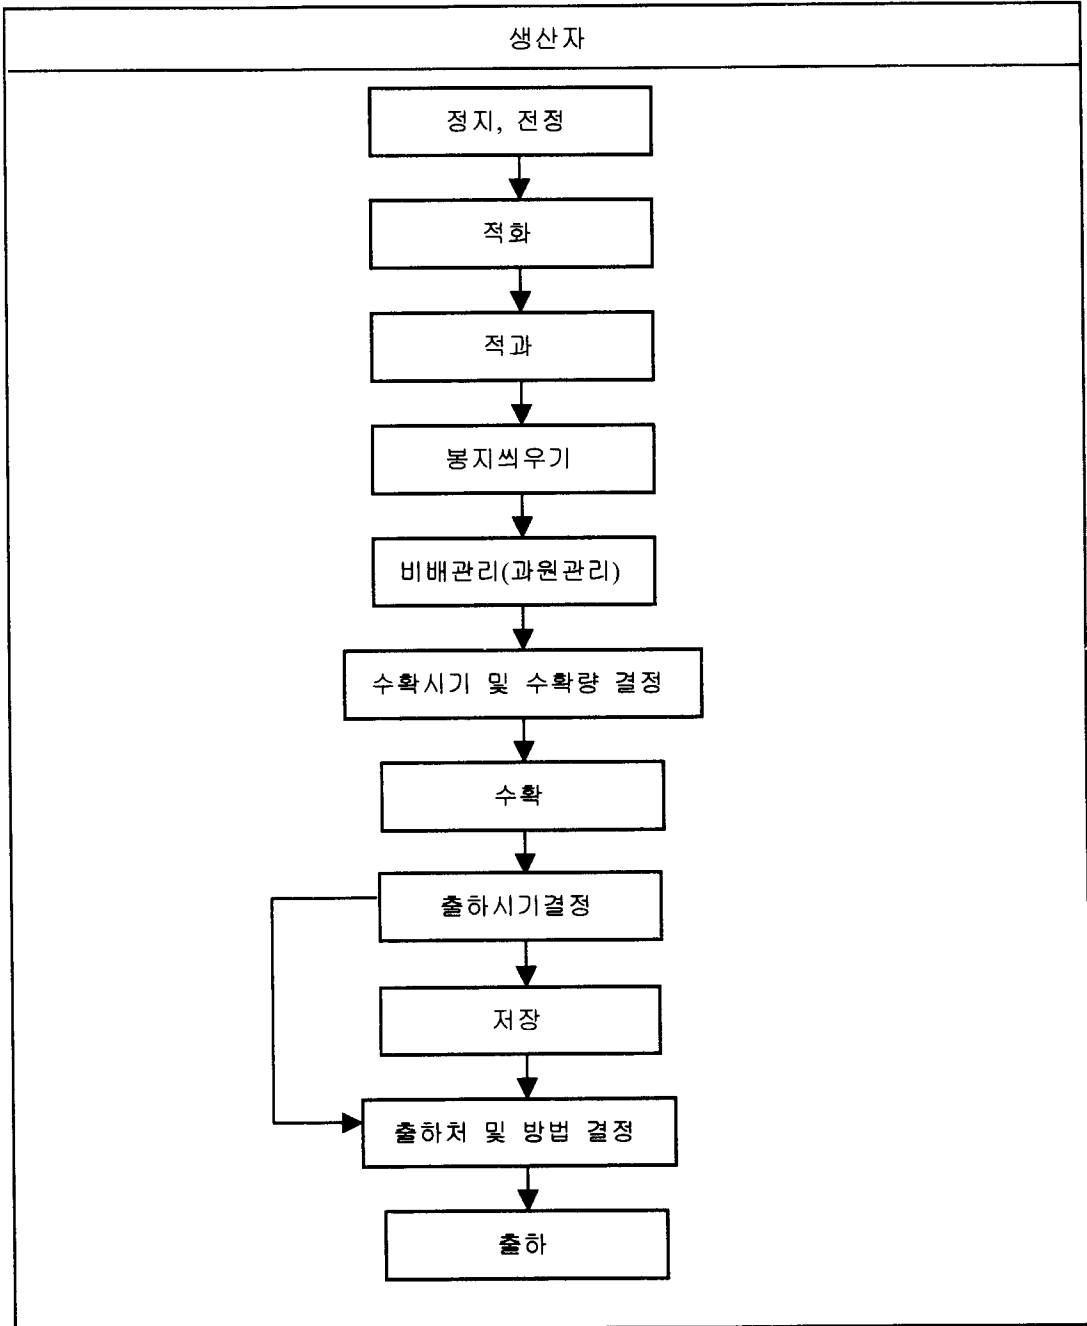 생산자
정지, 전정
적화
적과
봉지씌우기
비배관리(과원관리)
수확시기 및 수확량 결정
수확
출하시기결정
저장
출하처 및 방법 결정
출하